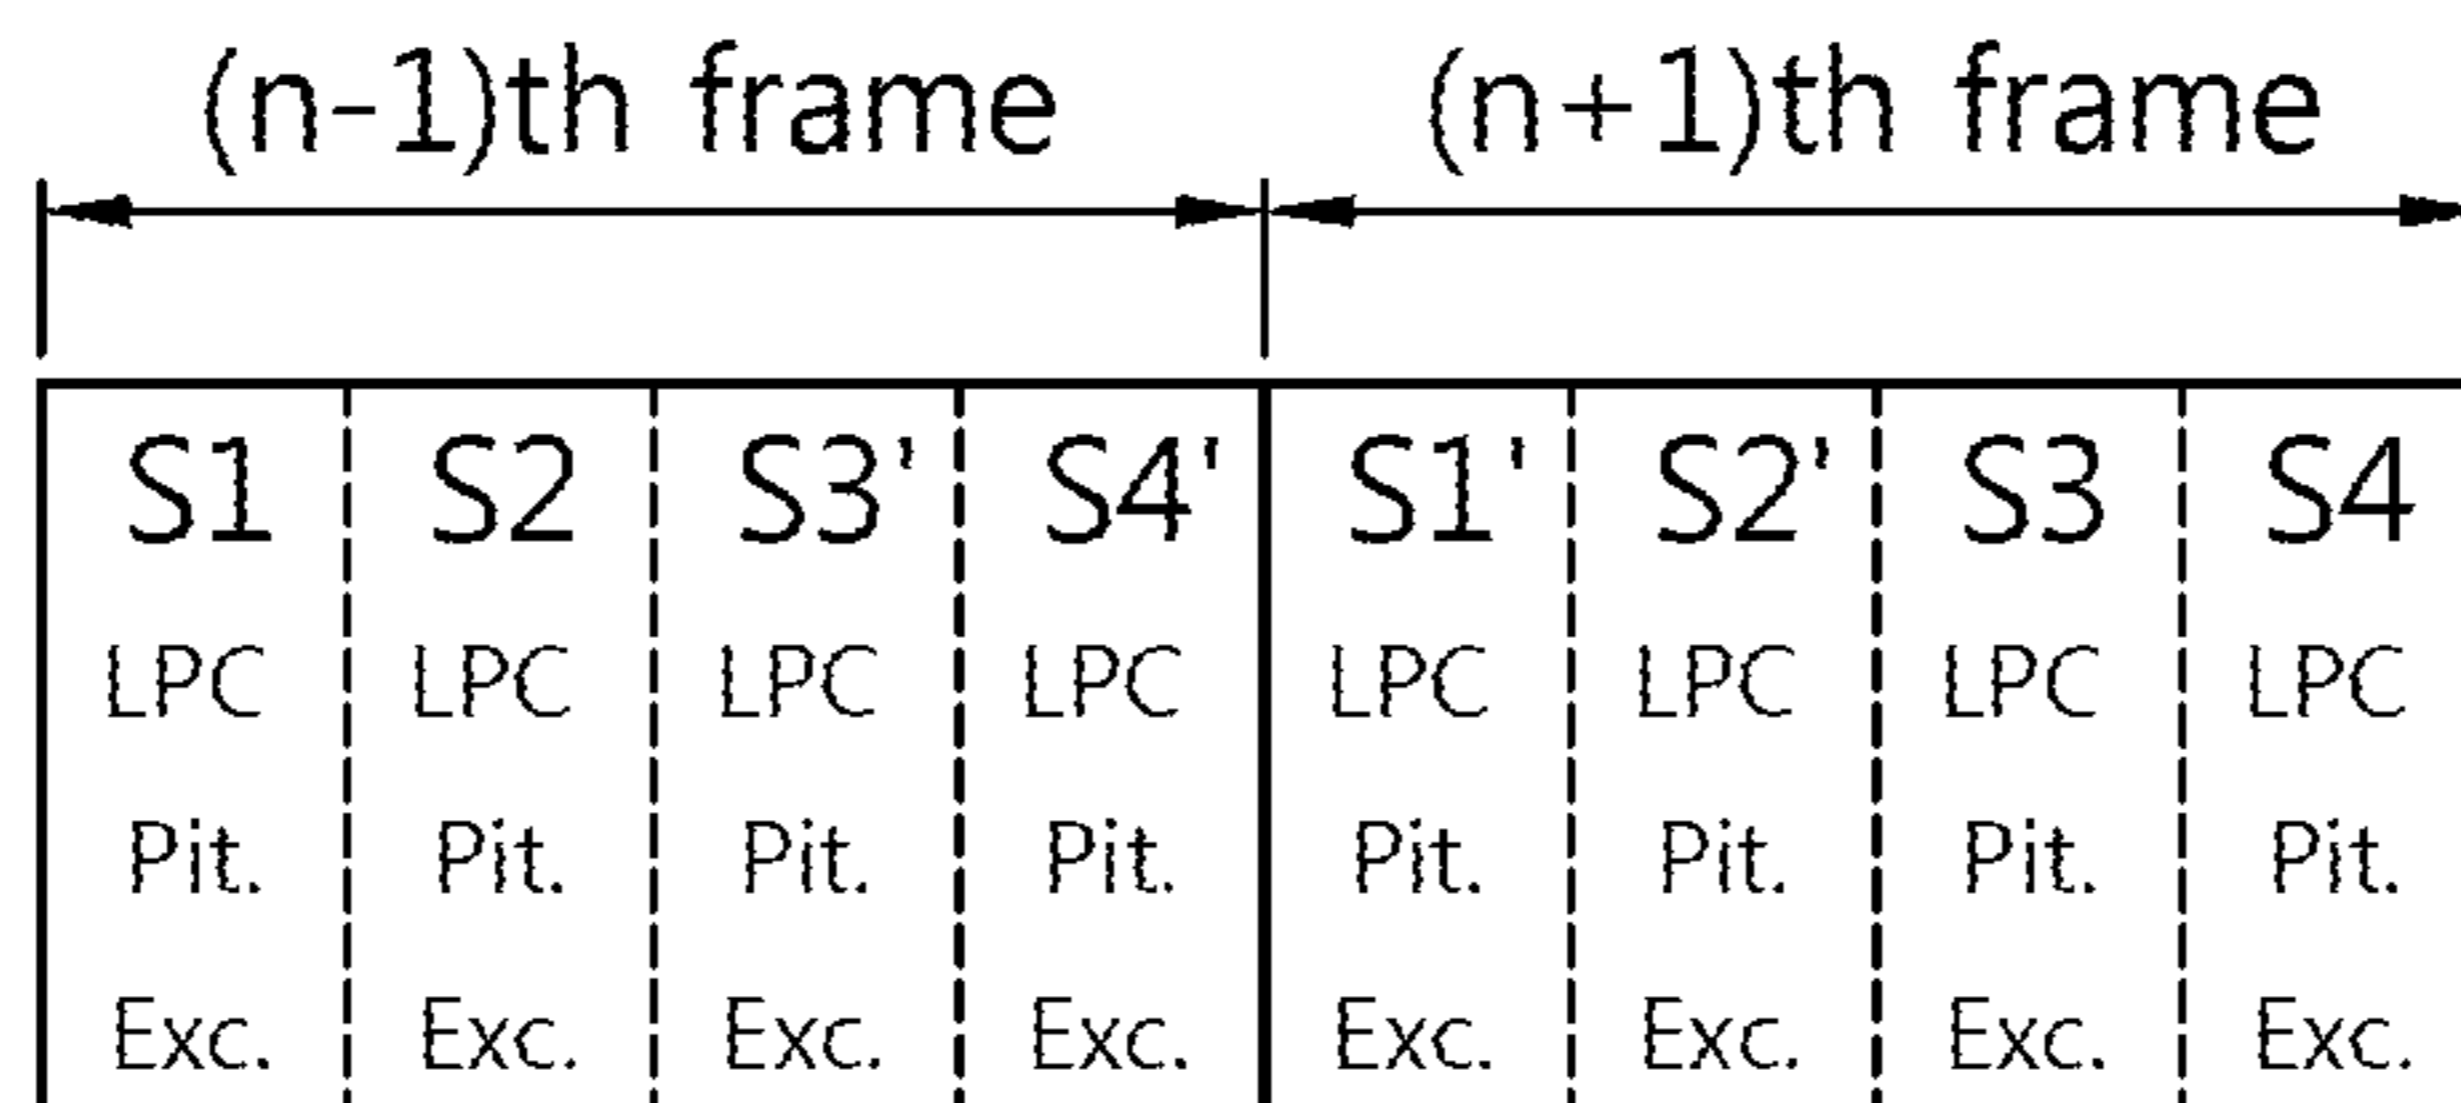 (n-1)th frame (n+1)th frame
S1 S2 S3' S4' S1' S2' S3 S4
LPC LPC LPC LPC LPC LPC LPC LPC
Pit. Pit. Pit. Pit. Pit. Pit. Pit. Pit.
Exc. Exc. Exc. Exc. Exc. Exc. Exc. Exc.